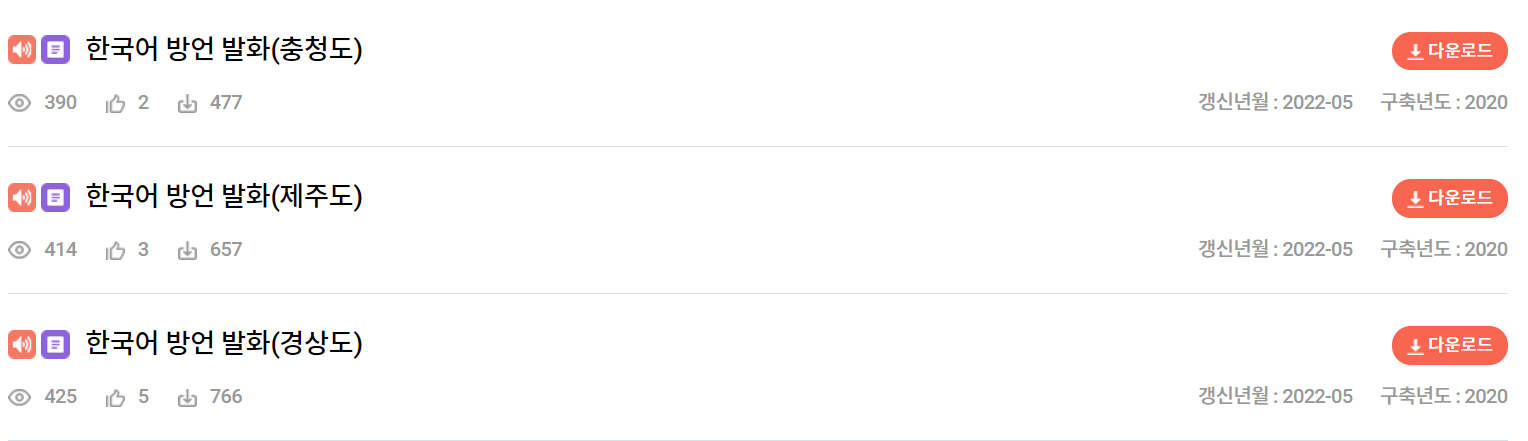 한국어 방언 발화(충청도)
다운로드
390 2 477 갱신년월 : 2022-05 구축년도 : 2020
한국어 방언 발화(제주도)
다운로드
414 3 657 갱신년월 : 2022-05 구축년도 : 2020
한국어 방언 발화(경상도)
다운로드
425 5 766 갱신년월 : 2022-05 구축년도 : 2020